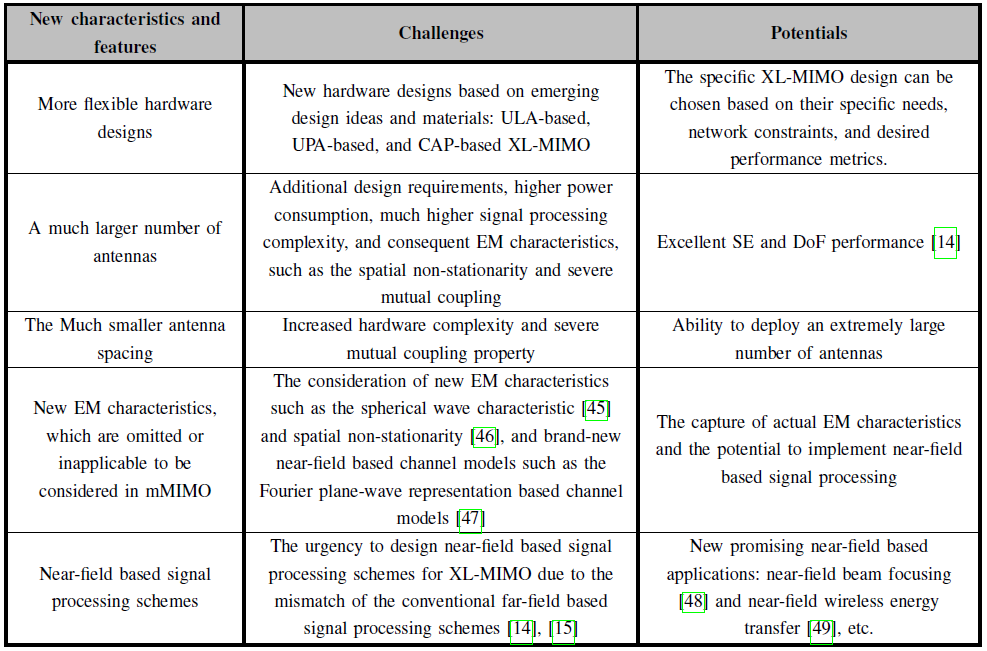 New characteristics and
features
Challenges
Potentials
More flexible hardware
designs
New hardware designs based on emerging
design ideas and materials: ULA-based,
UPA-based, and CAP-based XL-MIMO
The specific XL-MIMO design can be
chosen based on their specific needs,
network constraints, and desired
performance metrics.
A much larger number of
antennas
Additional design requirements, higher power
consumption, much higher signal processing
complexity, and consequent EM characteristics,
such as the spatial non-stationarity and severe
mutual coupling
Excellent SE and DoF performance [14]
The Much smaller antenna
spacing
Increased hardware complexity and severe
mutual coupling property
Ability to deploy an extremely large
number of antennas
New EM characteristics,
which are omitted or
inapplicable to be
considered in mMIMO
The consideration of new EM characteristics
such as the spherical wave characteristic [45]
and spatial non-stationarity [46], and brand-new
near-field based channel models such as the
Fourier plane-wave representation based channel
models [47]
The capture of actual EM characteristics
and the potential to implement near-field
based signal processing
Near-field based signal
processing schemes
The urgency to design near-field based signal
processing schemes for XL-MIMO due to the
mismatch of the conventional far-field based
signal processing schemes [14], [15]
New promising near-field based
applications: near-field beam focusing
[48] and near-field wireless energy
transfer [49], etc.